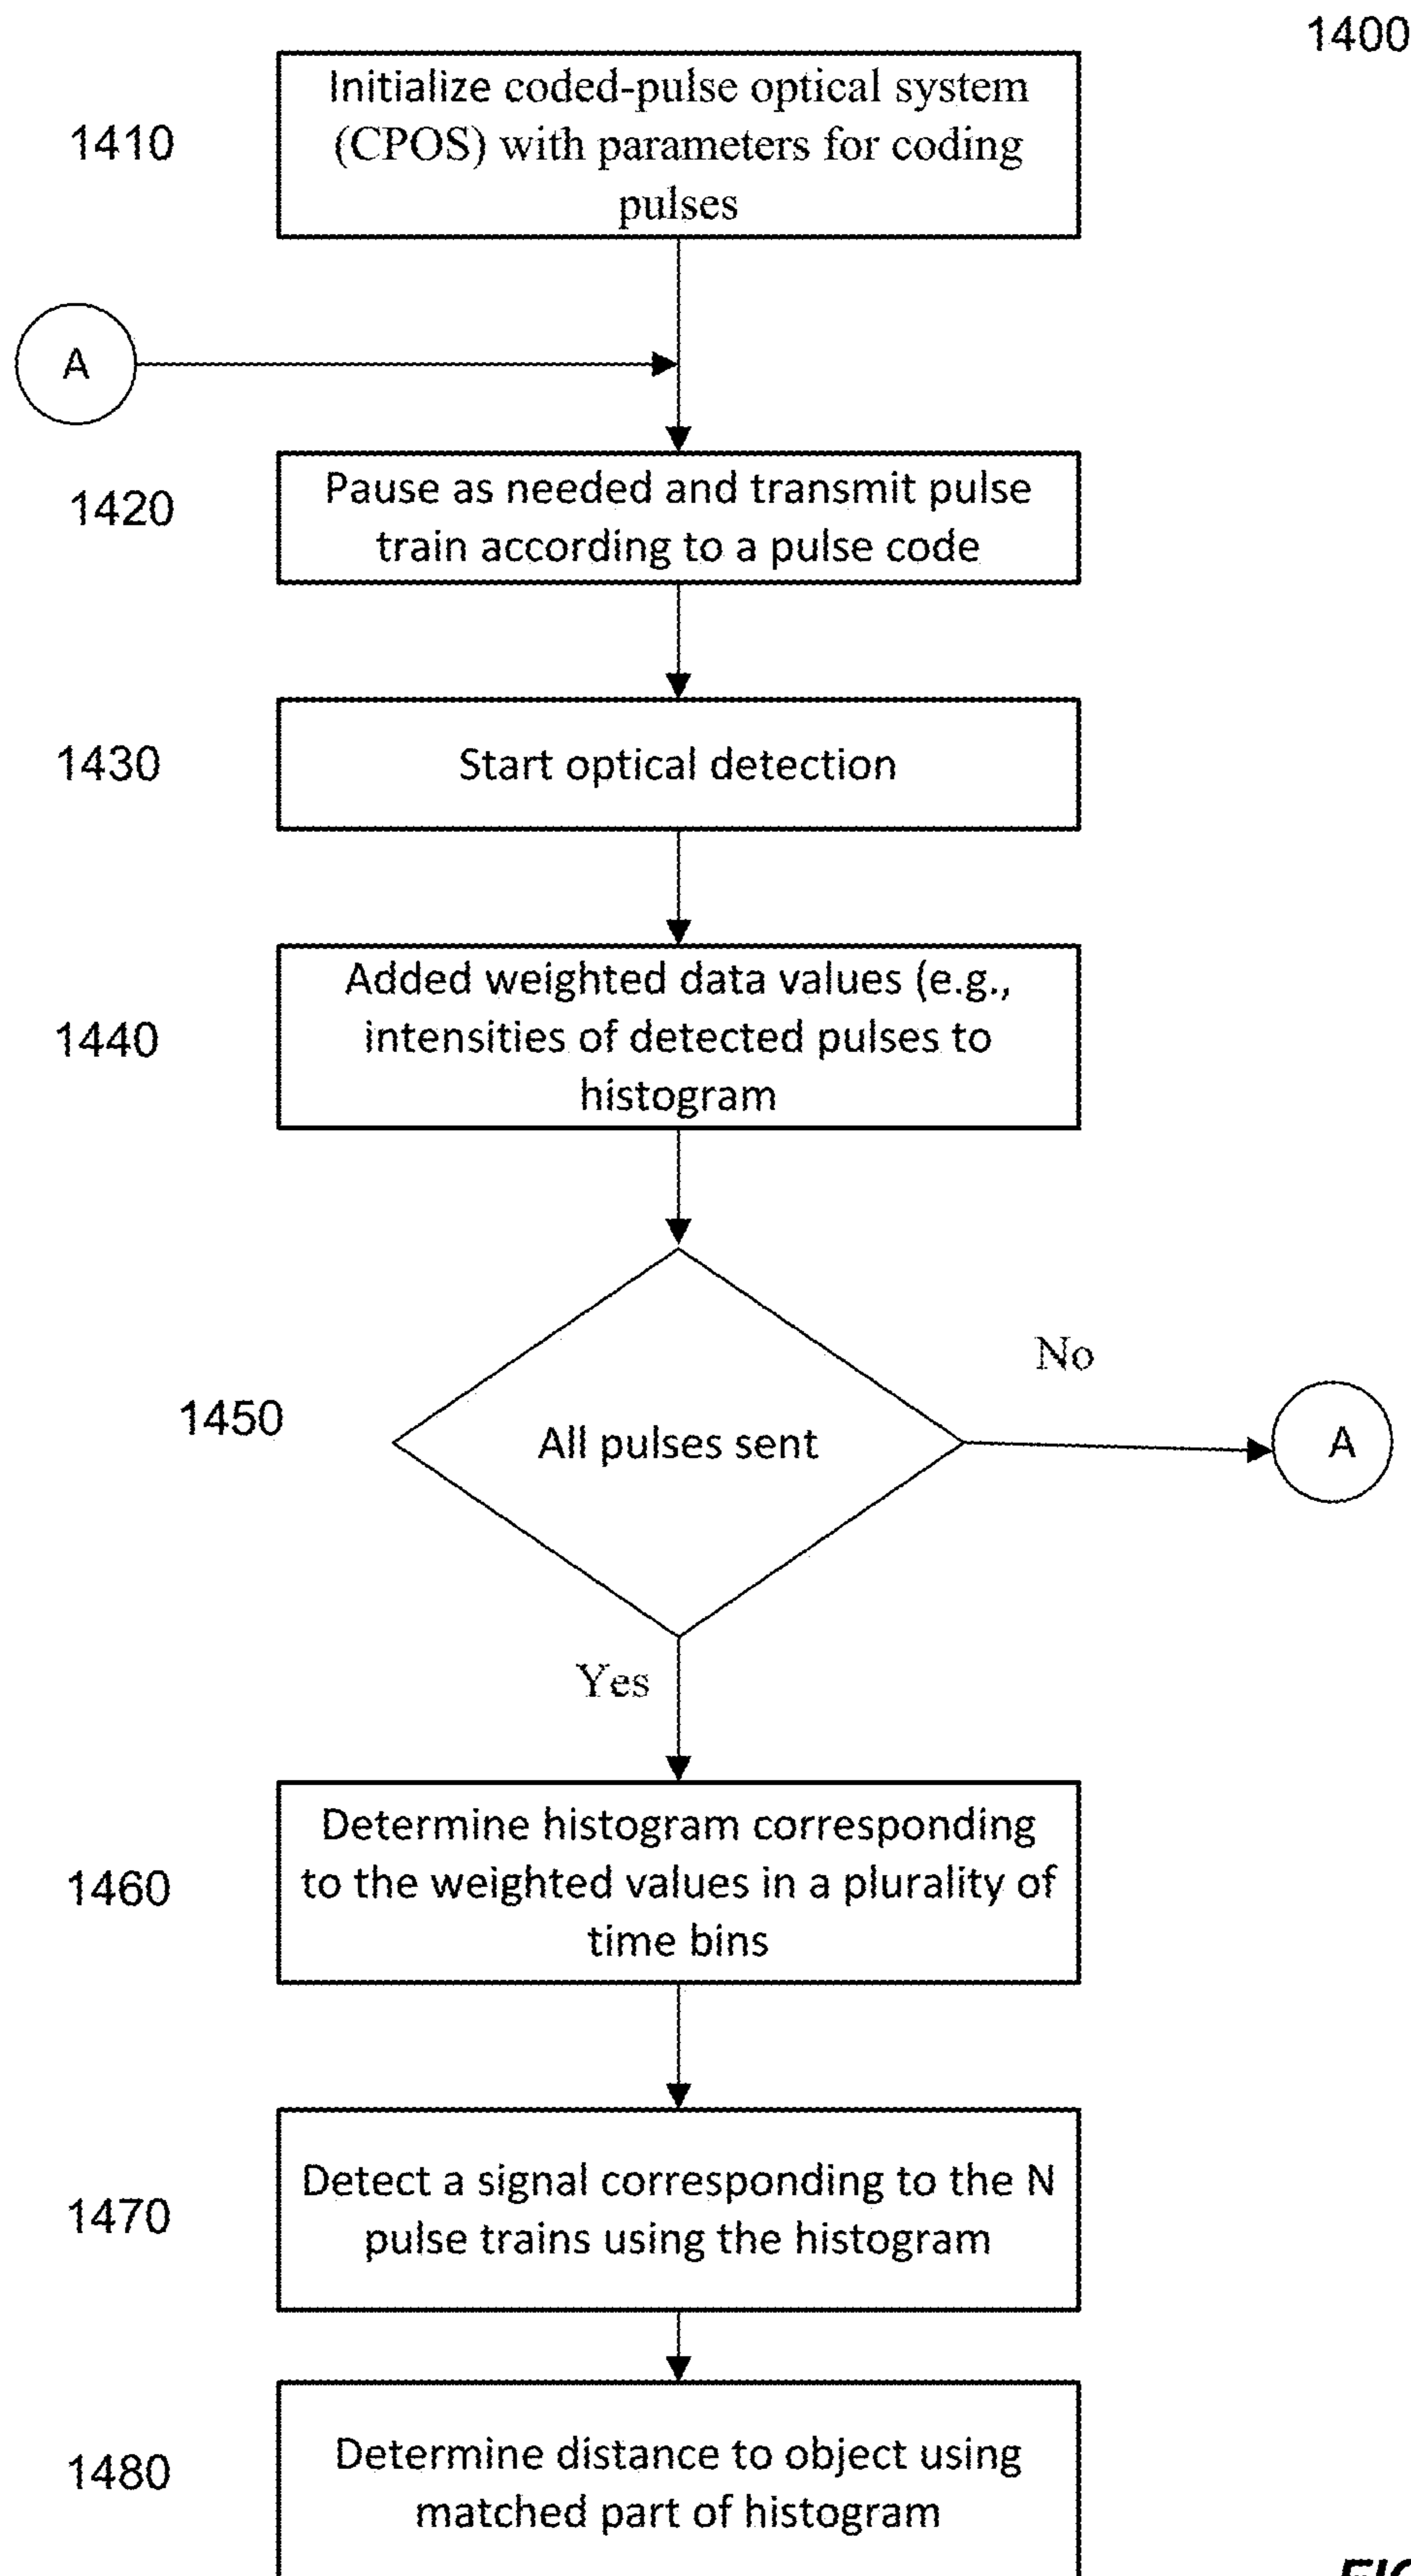 1400
Initialize coded-pulse optical system
(CPOS) with parameters for coding
pulses
1410
A
Pause as needed and transmit pulse
train according to a pulse code
1420
Start optical detection
1430
Added weighted data values (e.g.,
intensities of detected pulses to
histogram
1440
All pulses sent
1450
No
A
Yes
Determine histogram corresponding
to the weighted values in a plurality of
time bins
1460
Detect a signal corresponding to the N
pulse trains using the histogram
1470
Determine distance to object using
matched part of histogram
1480